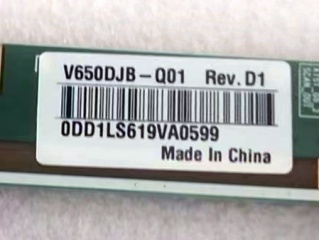 V650DJB-Q01 Rev. D1
0DD1LS619VA0599
Made In China